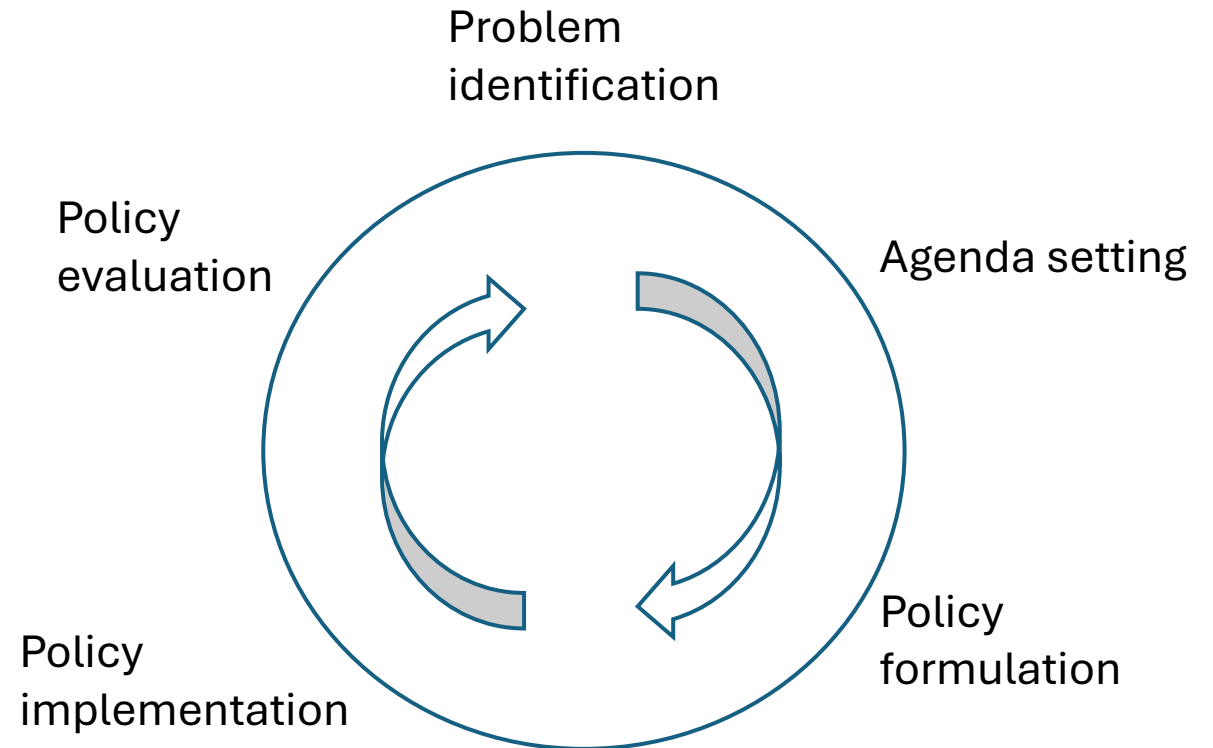 Problem
identification
Agenda setting
Policy
formulation
Policy
implementation
Policy
evaluation